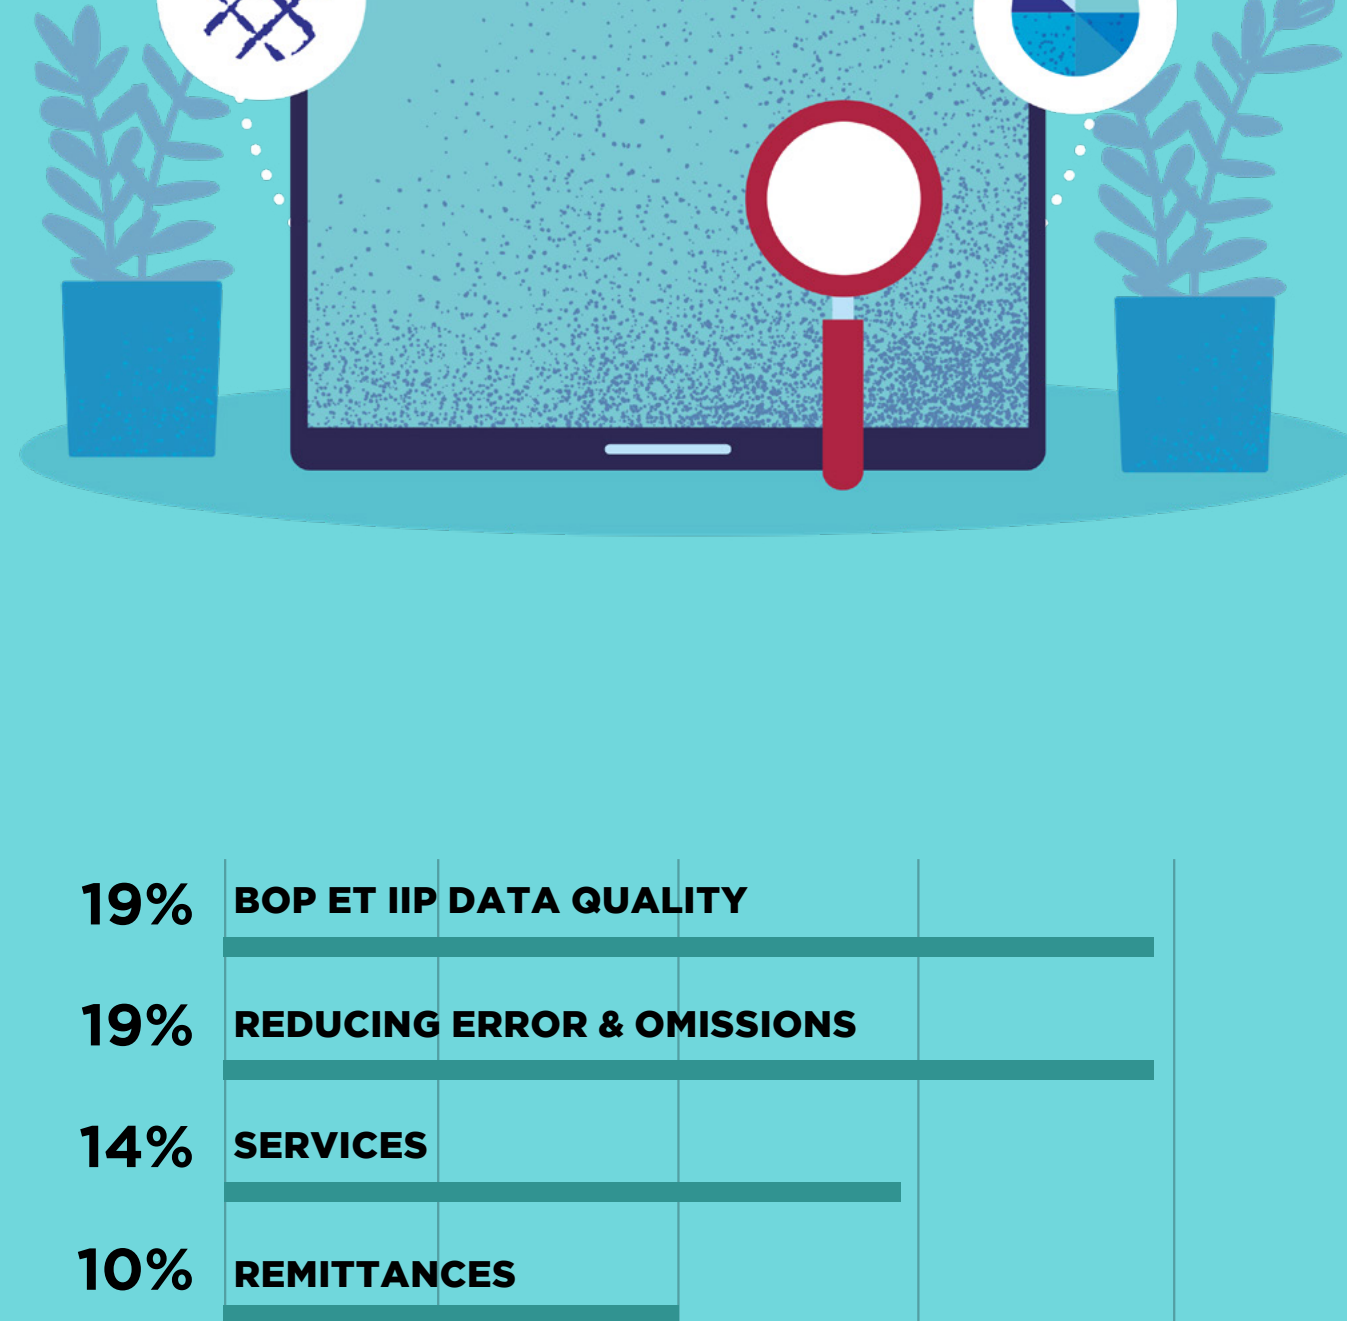 19% BOP ET IIP DATA QUALITY
19% REDUCING ERROR & OMISSIONS
14% SERVICES
10% REMITTANCES